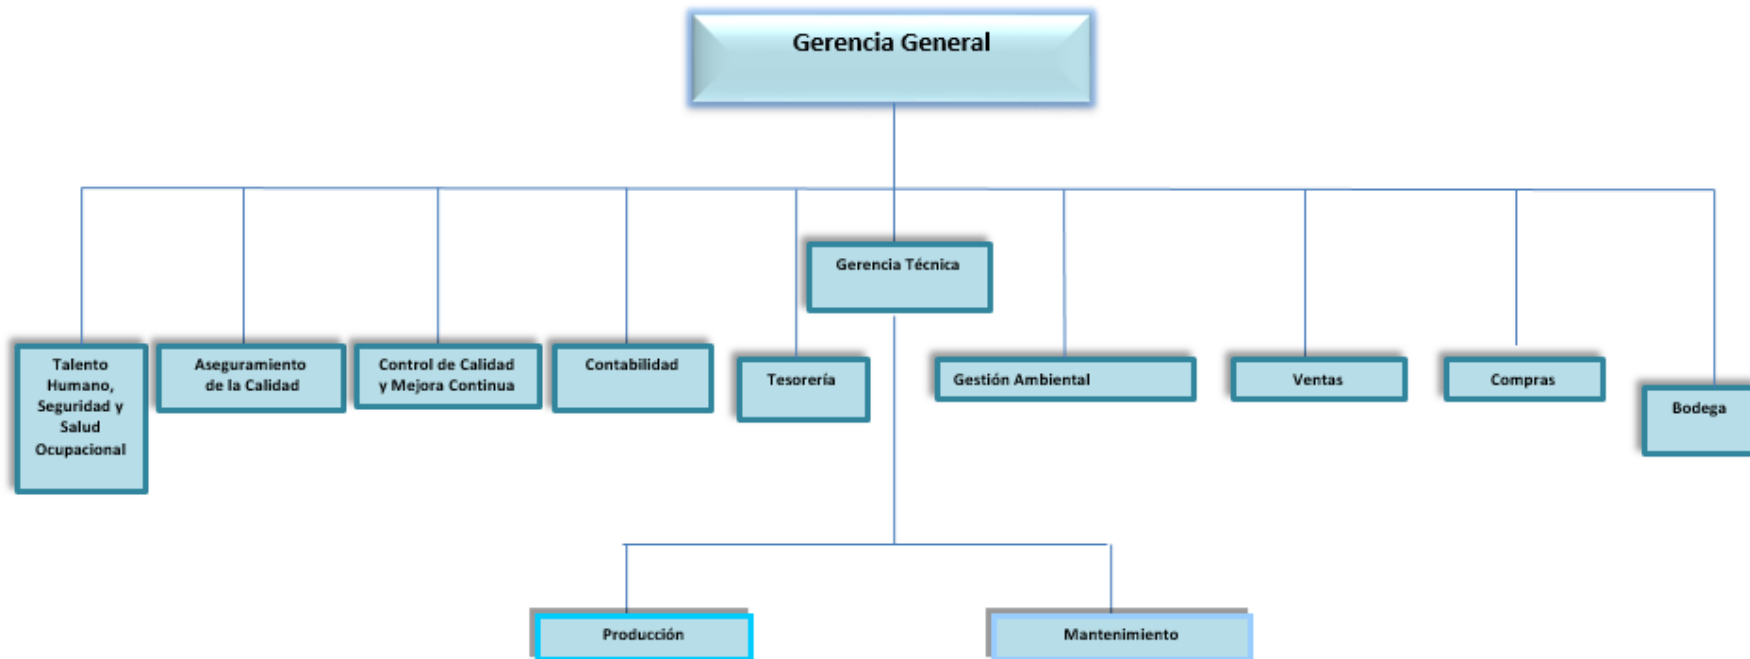 Gerencia General
Gerencia Técnica
Talento
Humano,
Seguridad y
Salud
Ocupacional
Aseguramiento
de la Calidad
Control de Calidad
y Mejora Continua
Contabilidad
Tesorería
Gestión Ambiental
Ventas
Compras
Bodega
Producción
Mantenimiento